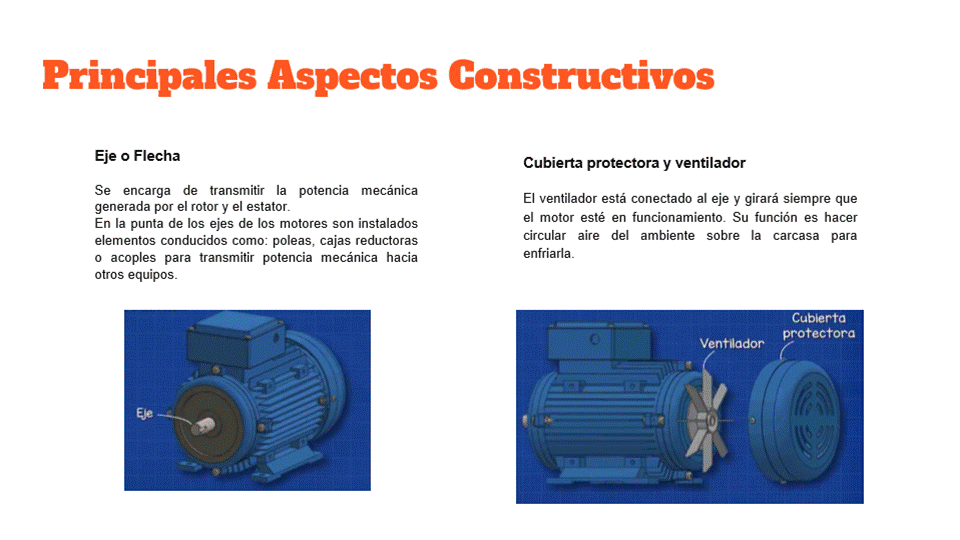 Principales Aspectos Constructivos
Eje o Flecha
Se encarga de transmitir la potencia mecánica
generada por el rotor y el estator.
En la punta de los ejes de los motores son instalados
elementos conducidos como: poleas, cajas reductoras
o acoples para transmitir potencia mecánica hacia
otros equipos.
Eje
Cubierta protectora y ventilador
El ventilador está conectado al eje y girará siempre que
el motor esté en funcionamiento. Su función es hacer
circular aire del ambiente sobre la carcasa para
enfriarla.
Ventilador
Cubierta
protectora